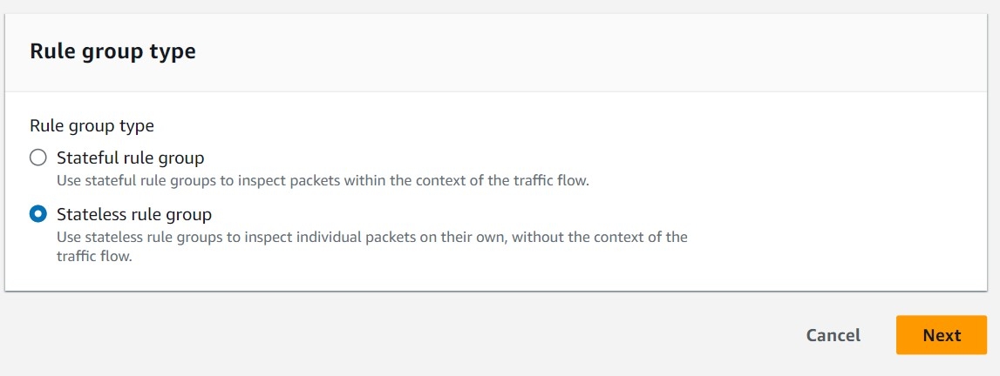 Rule group type
Rule group type
Stateful rule group
Use stateful rule groups to inspect packets within the context of the traffic flow.
Stateless rule group
Use stateless rule groups to inspect individual packets on their own, without the context of the
traffic flow.
Cancel
Next